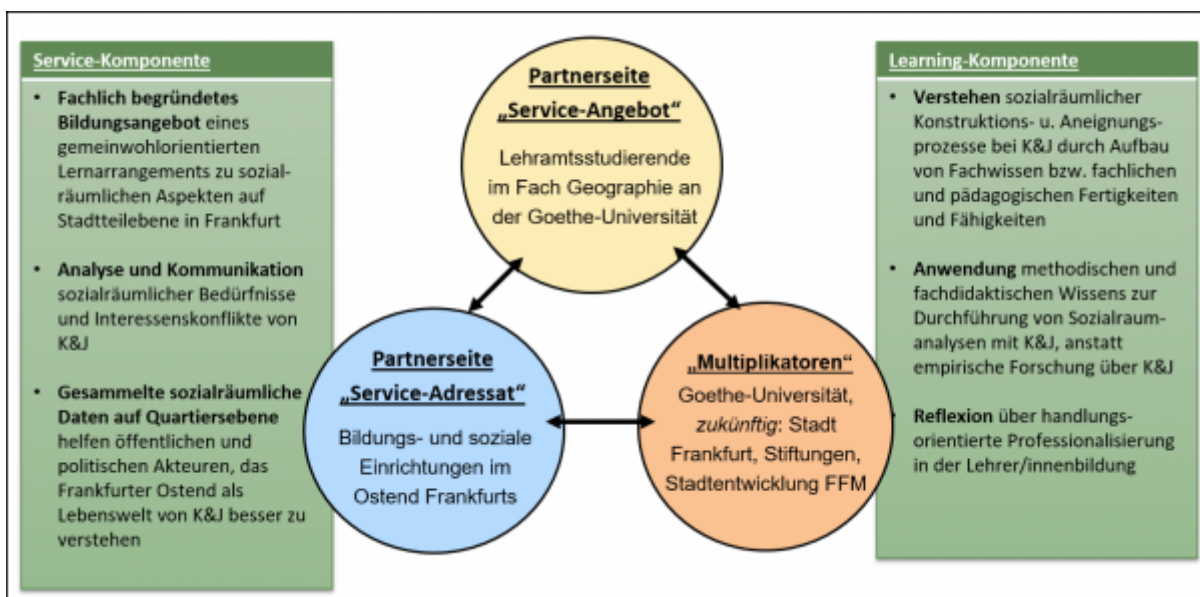 Service-Komponente
• Fachlich begründetes
Bildungsangebot eines
gemeinwohlorientierten
Lernarrangements zu sozial-
räumlichen Aspekten auf
Stadtteilebene in Frankfurt
• Analyse und Kommunikation
sozialräumlicher Bedürfnisse
und Interessenskonflikte von
K&J
• Gesammelte sozialräumliche
Daten auf Quartiersebene
helfen öffentlichen und
politischen Akteuren, das
Frankfurter Ostend als
Lebenswelt von K&J besser zu
verstehen
Partnerseite
„Service-Angebot“
Lehramtsstudierende
im Fach Geographie an
der Goethe-Universität
Partnerseite
„Service-Adressat“
Bildungs- und soziale
Einrichtungen im
Ostend Frankfurts
„Multiplikatoren“
Goethe-Universität,
zukünftig: Stadt
Frankfurt, Stiftungen,
Stadtentwicklung FFM
Learning-Komponente
• Verstehen sozialräumlicher
Konstruktions- u. Aneignungs-
prozesse bei K&J durch Aufbau
von Fachwissen bzw. fachlichen
und pädagogischen Fertigkeiten
und Fähigkeiten
• Anwendung methodischen und
fachdidaktischen Wissens zur
Durchführung von Sozialraum-
analysen mit K&J, anstatt
empirische Forschung über K&J
• Reflexion über handlungs-
orientierte Professionalisierung
in der Lehrer/innenbildung